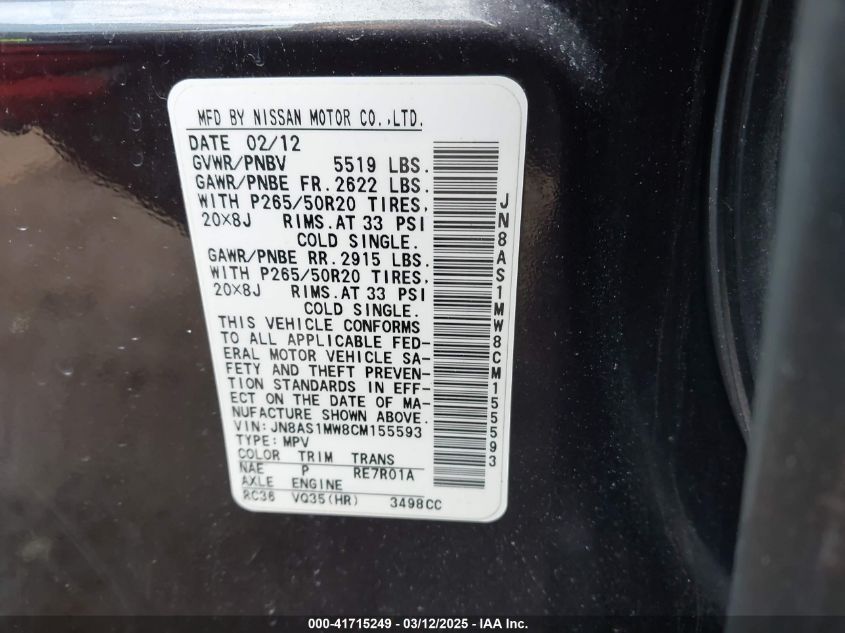 MFD BY NISSAN MOTOR CO.,LTD.
DATE 02/12
GVWR/PNBV 5519 LBS.
GAWR/PNBE FR. 2622 LBS.
WITH P265/50R20 TIRES,
20×8J RIMS.AT 33 PSI
COLD SINGLE.
GAWR/PNBE RR. 2915 LBS.
WITH P265/50R20 TIRES,
20×8J RIMS.AT 33 PSI
COLD SINGLE.
THIS VEHICLE CONFORMS
TO ALL APPLICABLE FED-
ERAL MOTOR VEHICLE SA-
FETY AND THEFT PREVEN-
TION STANDARDS IN EFF-
ECT ON THE DATE OF MA-
NUFACTURE SHOWN ABOVE.
VIN: JN8AS1MW8CM155593
TYPE: MPV
COLOR TRIM TRANS
NAE P RE7R01A
AXLE ENGINE
RC36 VQ35(HR) 3498CC
JN8AS1MW8CM155593
000-41715249 | 03/12/2025 | IAA Inc.